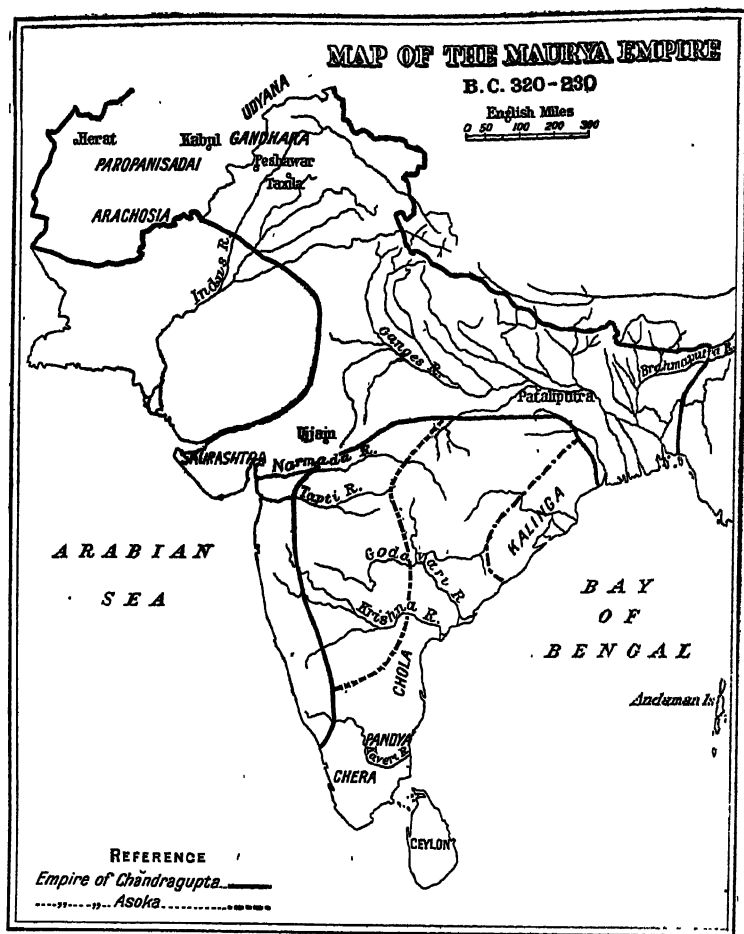 MAP OF THE MAURYA EMPIRE
B.C. 320-230
English Miles
0 50 100 200 300
UDYANA
Herat
Kabul
GANDHARA
PAROPANISADAI
Peshawar
Taxila
ARACHOSIA
Indus R.
Ganges R.
Brahmaputra R.
Pataliputra
Ujjain
SAURASHTRA
Narmada R.
Tapti R.
KALINGA
ARABIAN
SEA
Godavari R
BAY
OF
BENGAL
Krishna R.
CHOLA
Andaman Is
PANDYA
Kaveri R.
CHERA
CEYLON
REFERENCE
Empire of Chandragupta
..,,.. ,, Asoka